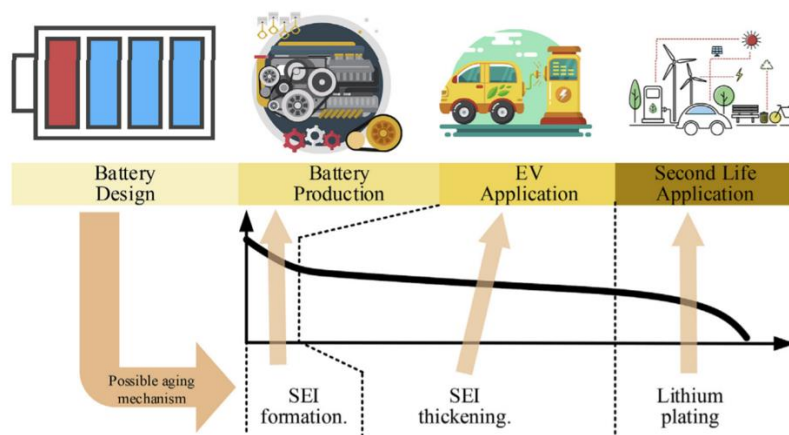 Battery
Design
Battery
Production
EV
Application
Second Life
Application
Possible aging
mechanism
SEI
formation.
SEI
thickening.
Lithium
plating